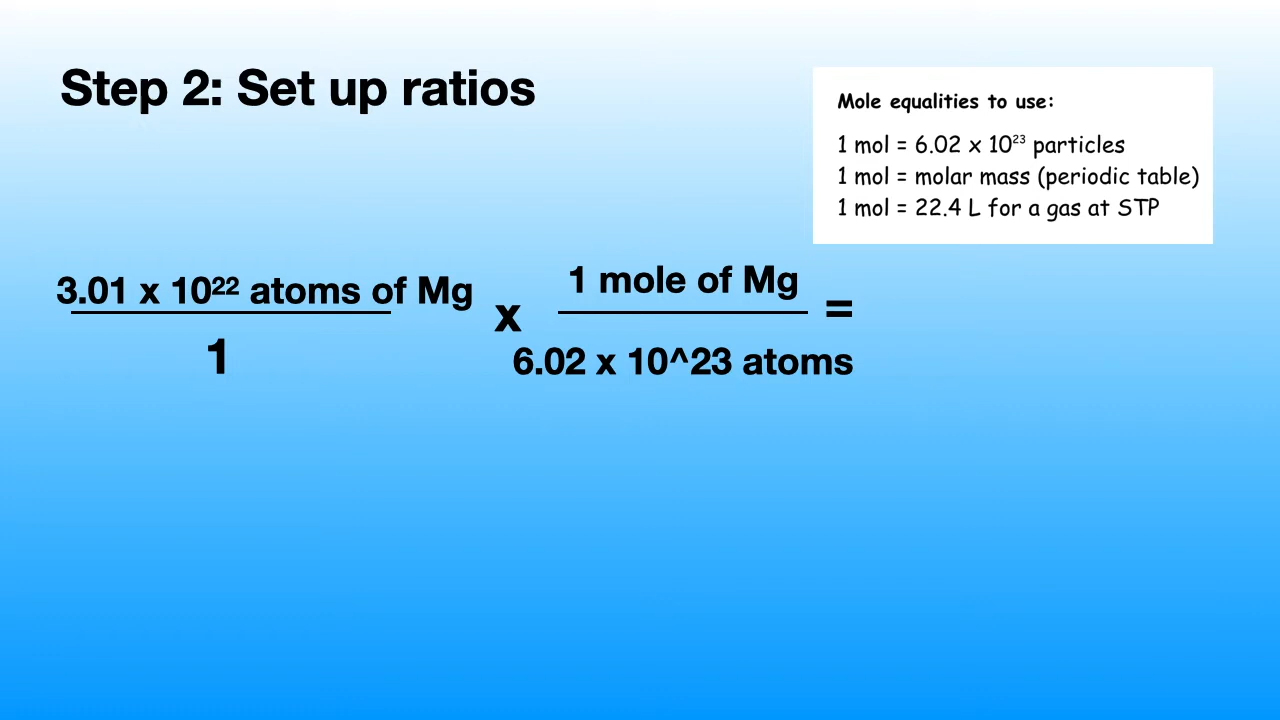 Step 2: Set up ratios
Mole equalities to use:
1 mol = 6.02 x 10²³ particles
1 mol = molar mass (periodic table)
1 mol = 22.4 L for a gas at STP
3.01 x 10²² atoms of Mg
1
x
1 mole of Mg
6.02 x 10^23 atoms
=